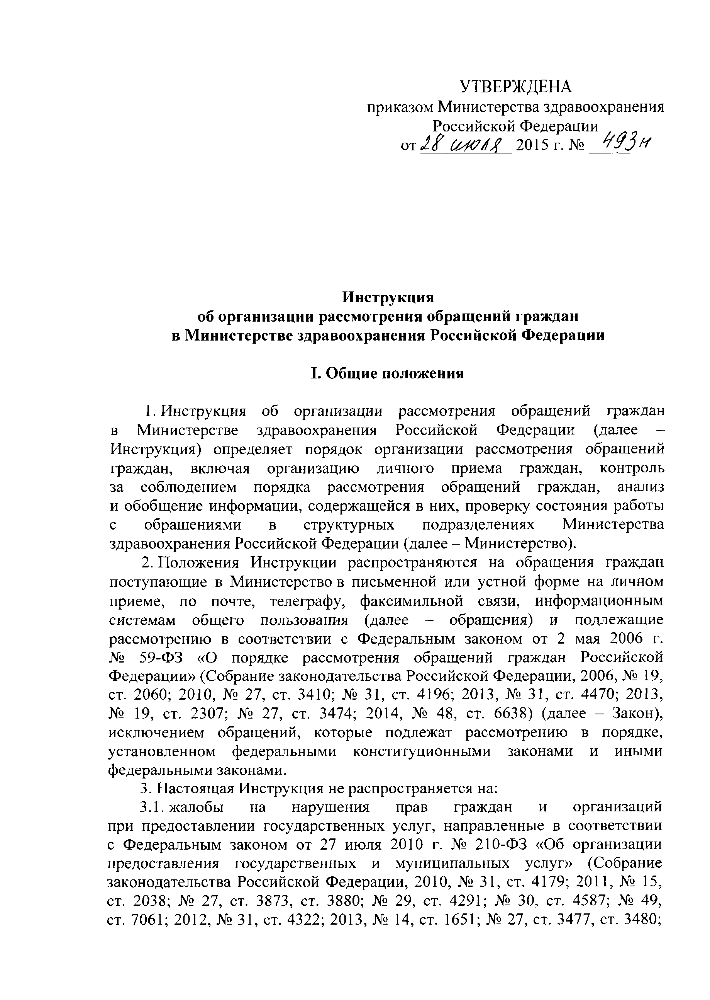 УТВЕРЖДЕНА
приказом Министерства здравоохранения
Российской Федерации
от 28 июля 2015 г. № 493н
Инструкция
об организации рассмотрения обращений граждан
в Министерстве здравоохранения Российской Федерации
I. Общие положения
1. Инструкция об организации рассмотрения обращений граждан
в Министерстве здравоохранения Российской Федерации (далее –
Инструкция) определяет порядок организации рассмотрения обращений
граждан, включая организацию личного приема граждан, контроль
за соблюдением порядка рассмотрения обращений граждан, анализ
и обобщение информации, содержащейся в них, проверку состояния работы
с обращениями в структурных подразделениях Министерства
здравоохранения Российской Федерации (далее – Министерство).
2. Положения Инструкции распространяются на обращения граждан
поступающие в Министерство в письменной или устной форме на личном
приеме, по почте, телеграфу, факсимильной связи, информационным
системам общего пользования (далее – обращения) и подлежащие
рассмотрению в соответствии с Федеральным законом от 2 мая 2006 г.
№ 59-ФЗ «О порядке рассмотрения обращений граждан Российской
Федерации» (Собрание законодательства Российской Федерации, 2006, № 19,
ст. 2060; 2010, № 27, ст. 3410; № 31, ст. 4196; 2013, № 31, ст. 4470; 2013,
№ 19, ст. 2307; № 27, ст. 3474; 2014, № 48, ст. 6638) (далее – Закон),
исключением обращений, которые подлежат рассмотрению в порядке,
установленном федеральными конституционными законами и иными
федеральными законами.
3. Настоящая Инструкция не распространяется на:
3.1. жалобы на нарушения прав граждан и организаций
при предоставлении государственных услуг, направленные в соответствии
с Федеральным законом от 27 июля 2010 г. № 210-ФЗ «Об организации
предоставления государственных и муниципальных услуг» (Собрание
законодательства Российской Федерации, 2010, № 31, ст. 4179; 2011, № 15,
ст. 2038; № 27, ст. 3873, ст. 3880; № 29, ст. 4291; № 30, ст. 4587; № 49,
ст. 7061; 2012, № 31, ст. 4322; 2013, № 14, ст. 1651; № 27, ст. 3477, ст. 3480;